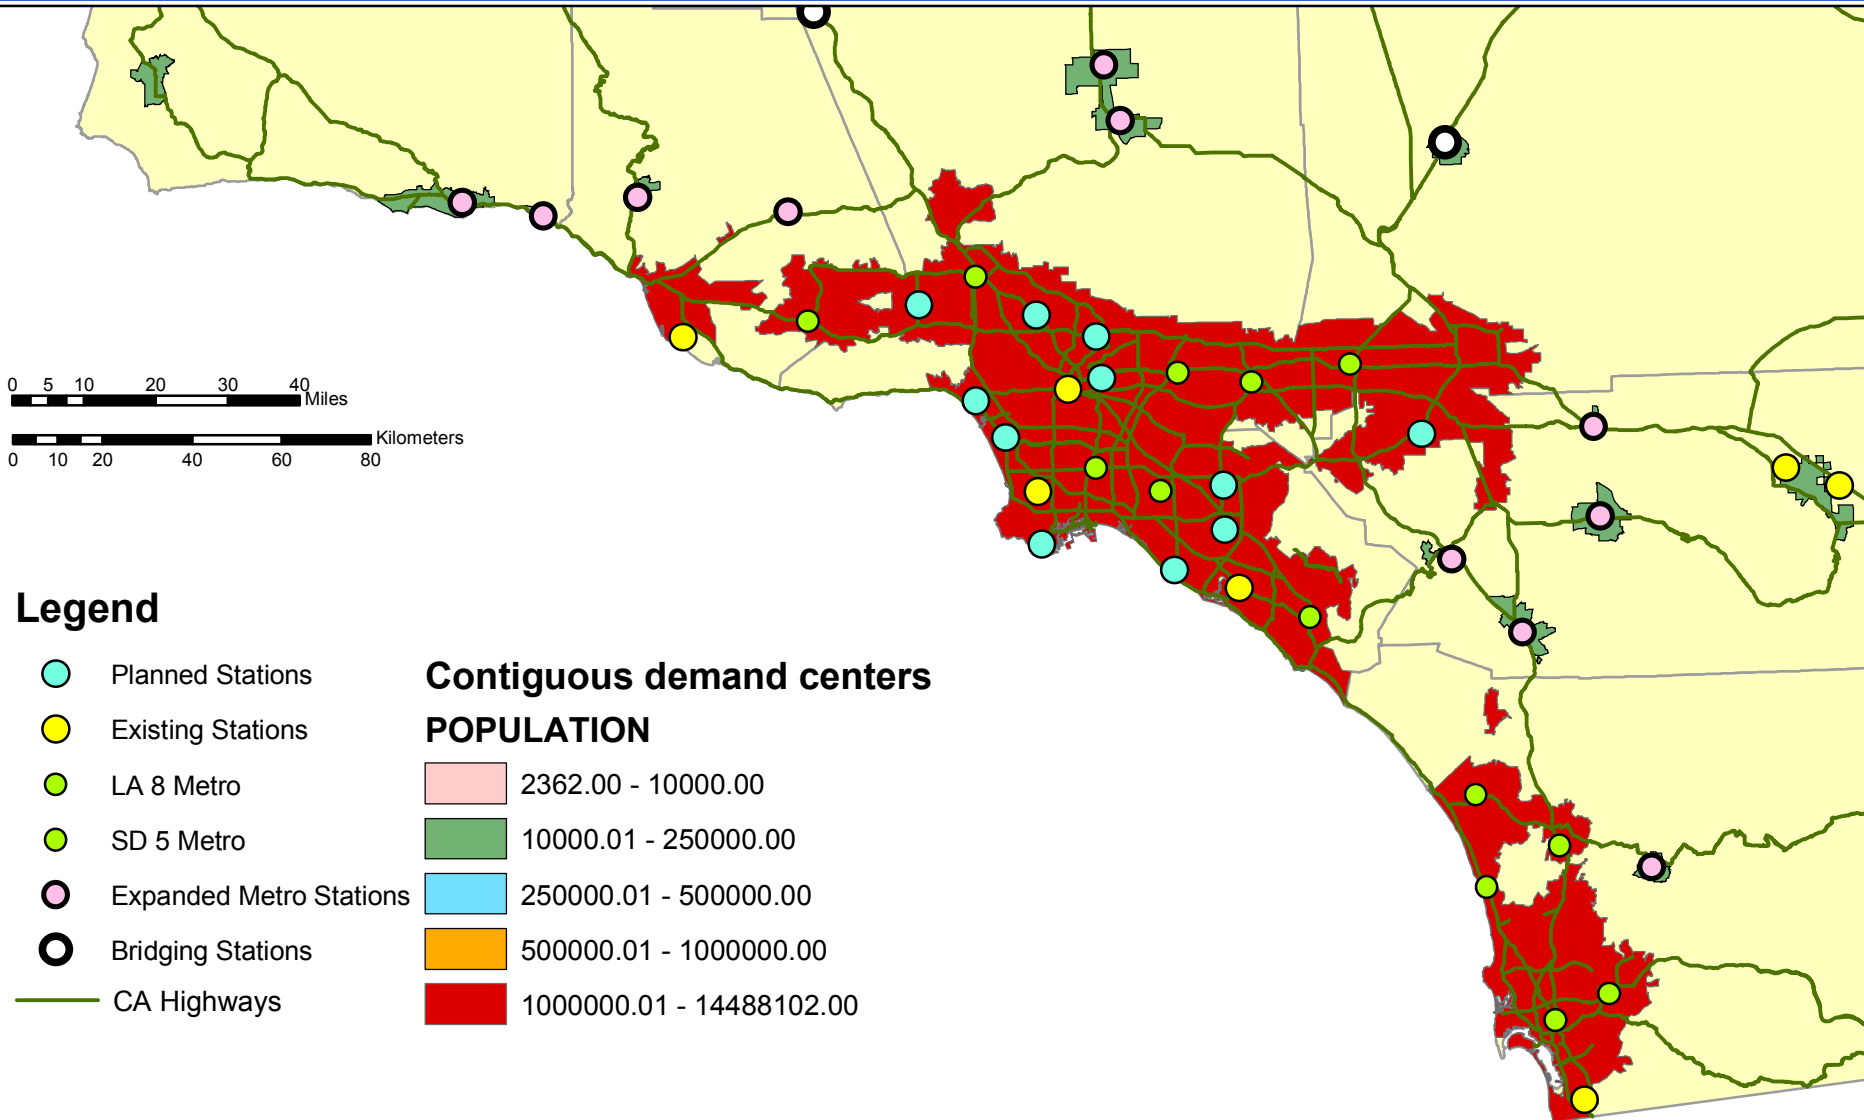 0 5 10 20 30 40
Miles
Kilometers
0 10 20 40 60 80
Legend
Planned Stations
Existing Stations
LA 8 Metro
SD 5 Metro
Expanded Metro Stations
Bridging Stations
CA Highways
Contiguous demand centers
POPULATION
2362.00 - 10000.00
10000.01 - 250000.00
250000.01 - 500000.00
500000.01 - 1000000.00
1000000.01 - 14488102.00